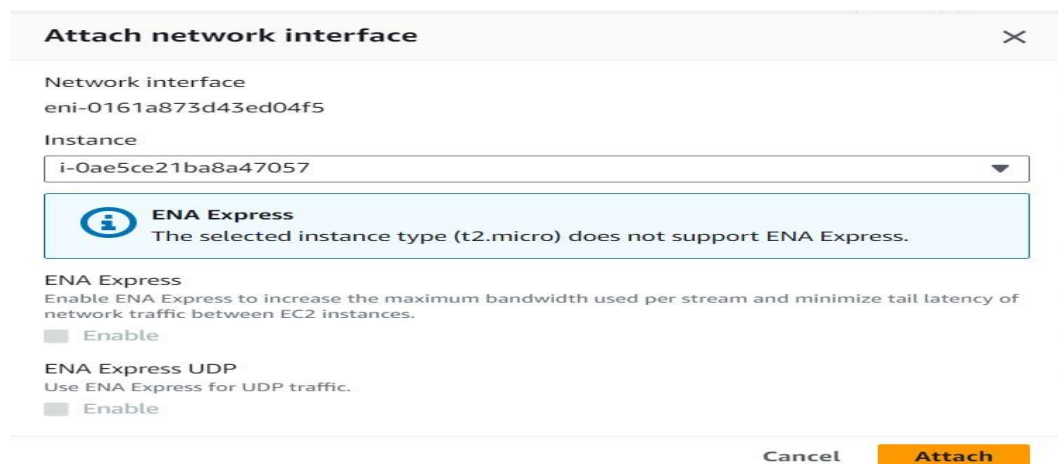 Attach network interface
Network interface
eni-0161a873d43ed04f5
Instance
i-0ae5ce21ba8a47057
ENA Express
The selected instance type (t2.micro) does not support ENA Express.
ENA Express
Enable ENA Express to increase the maximum bandwidth used per stream and minimize tail latency of
network traffic between EC2 instances.
Enable
ENA Express UDP
Use ENA Express for UDP traffic.
Enable
Cancel Attach